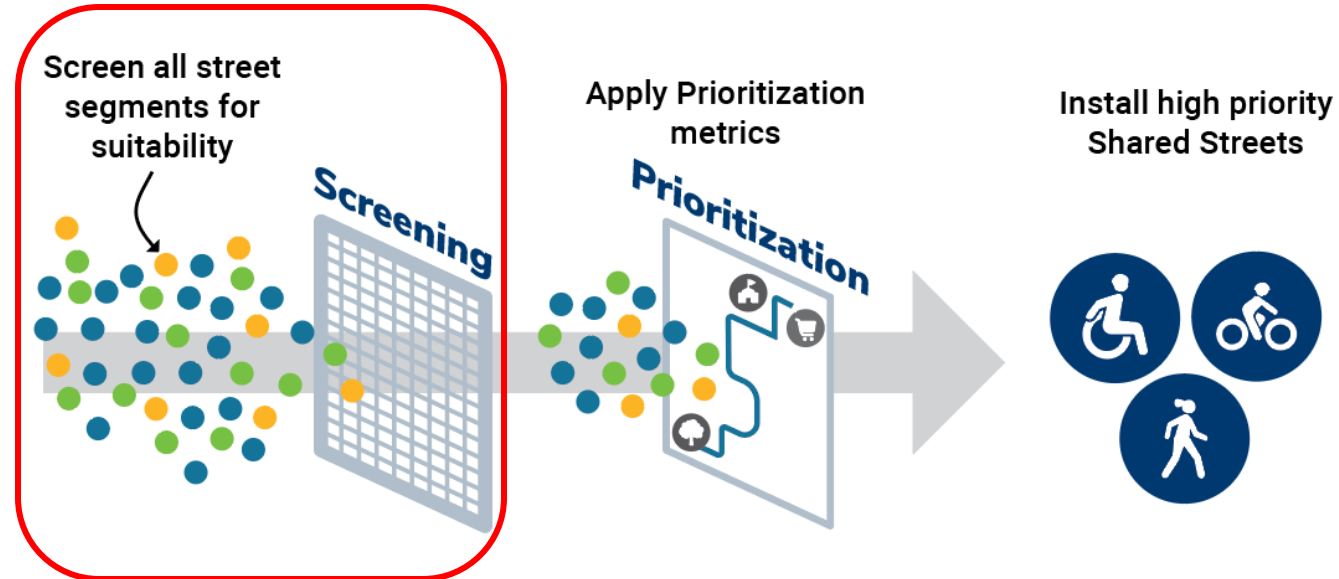 Screen all street
segments for
suitability
Screening
Apply Prioritization
metrics
Prioritization
Install high priority
Shared Streets